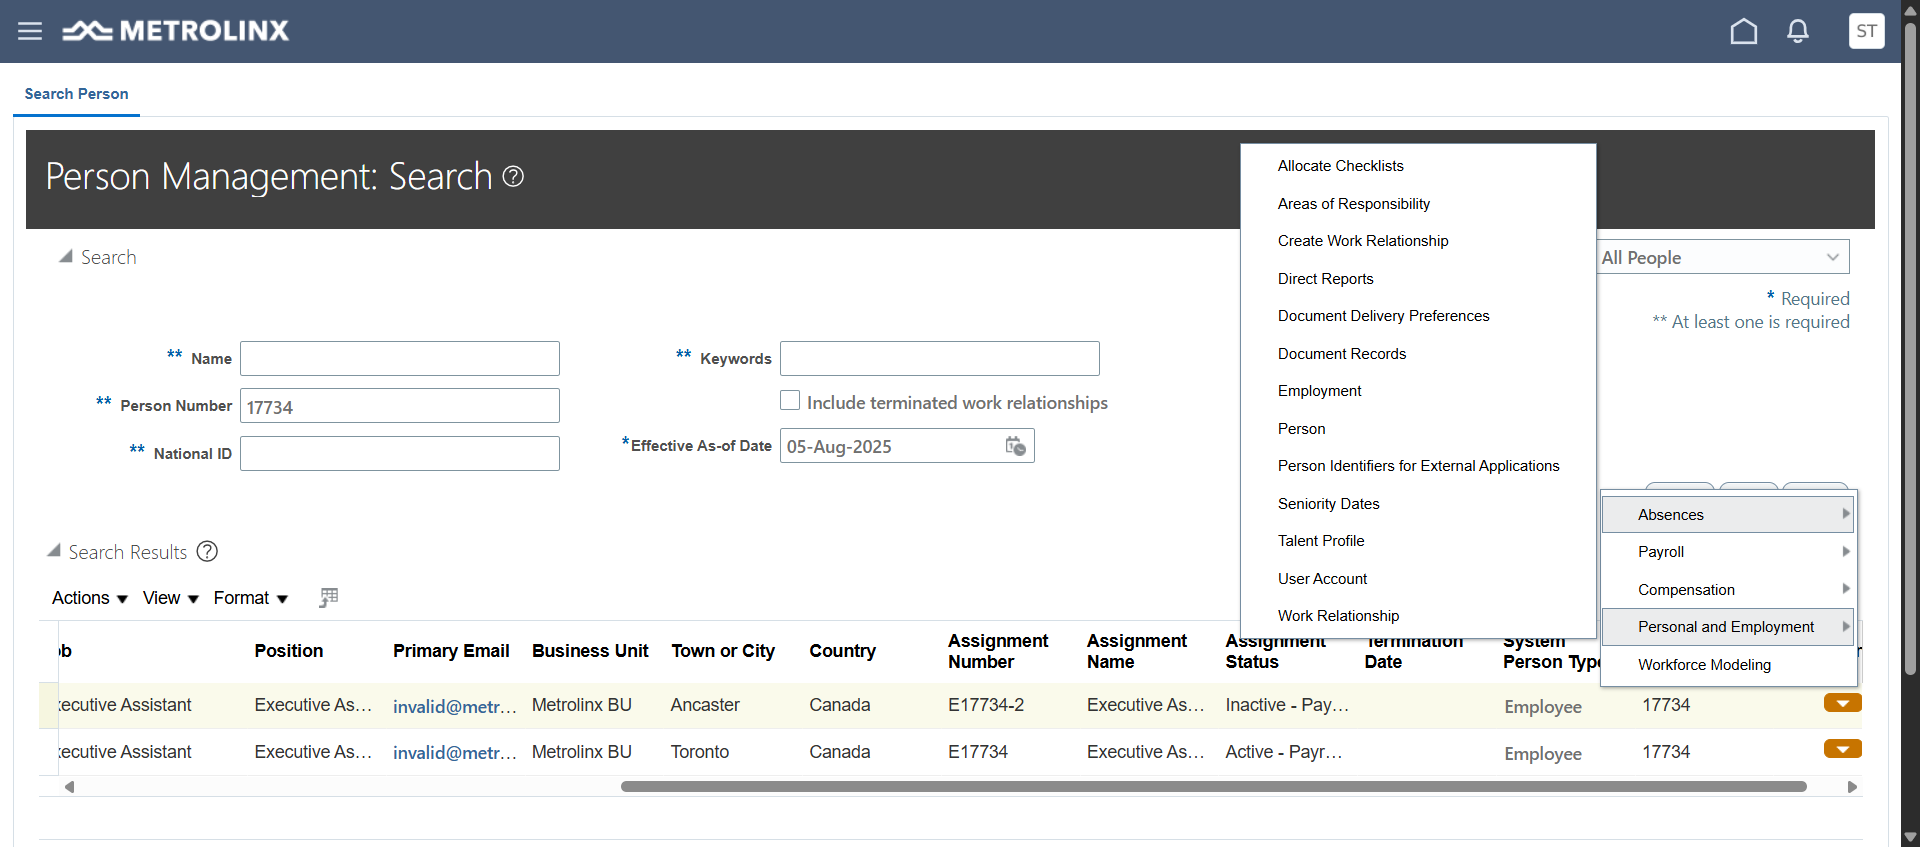 METROLINX
ST
Search Person
Person Management: Search
Search
All People
* Required
** At least one is required
** Name
** Keywords
** Person Number 17734
Include terminated work relationships
** National ID
*Effective As-of Date 05-Aug-2025
Allocate Checklists
Areas of Responsibility
Create Work Relationship
Direct Reports
Document Delivery Preferences
Document Records
Employment
Person
Person Identifiers for External Applications
Seniority Dates
Talent Profile
User Account
Work Relationship
Absences
Payroll
Compensation
Personal and Employment
Workforce Modeling
Search Results
Actions View Format
ob Position Primary Email Business Unit Town or City Country Assignment Number Assignment Name Assignment Status Termination Date System Person Type
xecutive Assistant Executive As... invalid@metr... Metrolinx BU Ancaster Canada E17734-2 Executive As... Inactive - Pay... Employee 17734
xecutive Assistant Executive As... invalid@metr... Metrolinx BU Toronto Canada E17734 Executive As... Active - Payr... Employee 17734